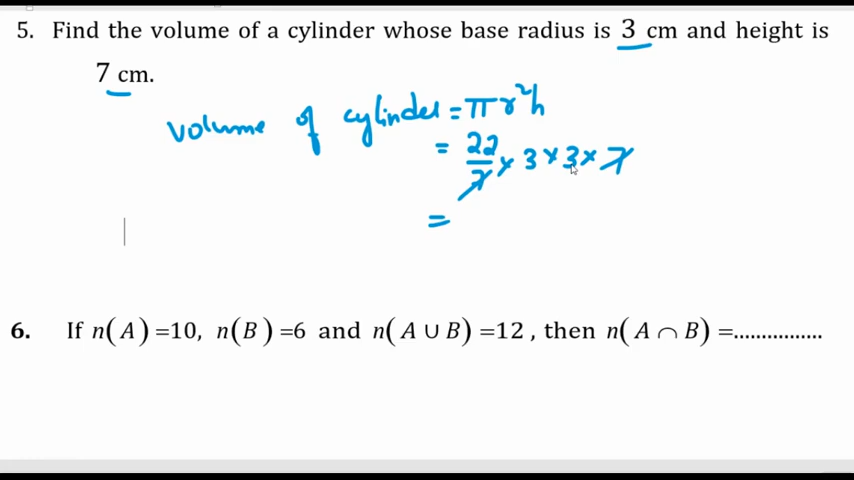 5. Find the volume of a cylinder whose base radius is 3 cm and height is
7 cm.
volume of cylinder = πr²h
= 22/7 × 3 × 3 × 7
=
6. If n(A) =10, n(B) =6 and n(A ∪ B) =12 , then n(A ∩ B) =................